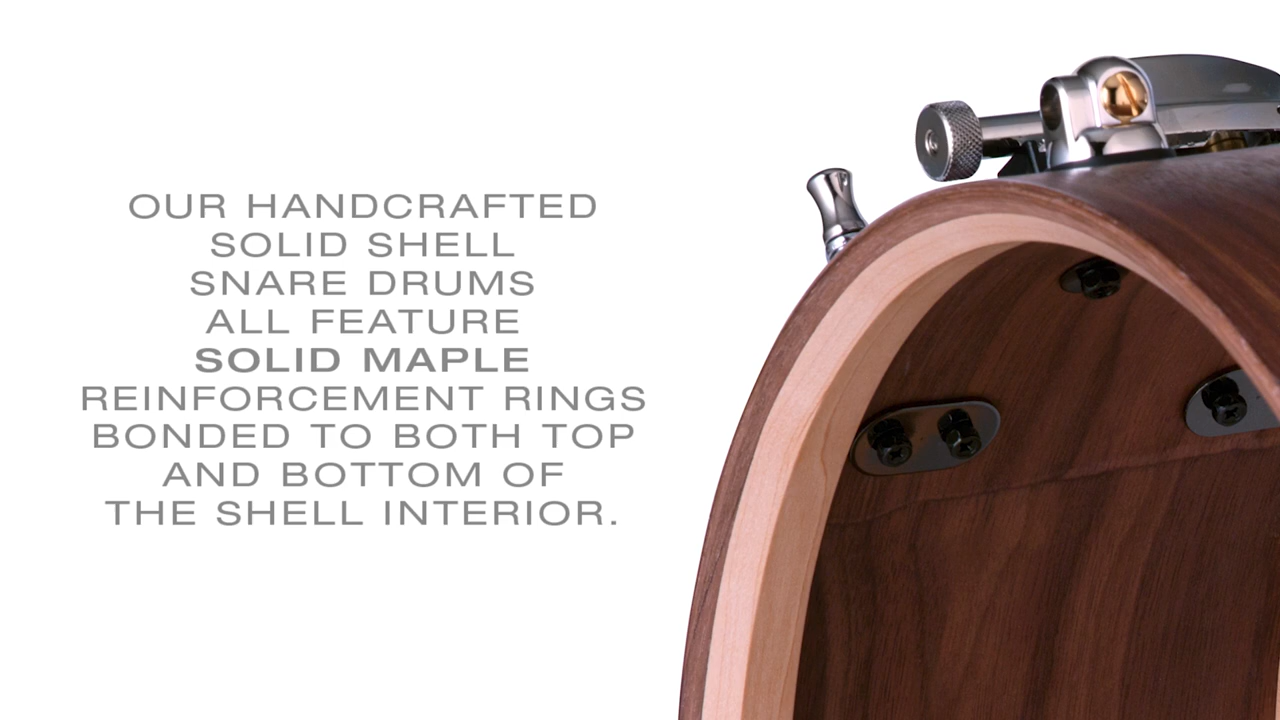 OUR HANDCRAFTED
SOLID SHELL
SNARE DRUMS
ALL FEATURE
SOLID MAPLE
REINFORCEMENT RINGS
BONDED TO BOTH TOP
AND BOTTOM OF
THE SHELL INTERIOR.